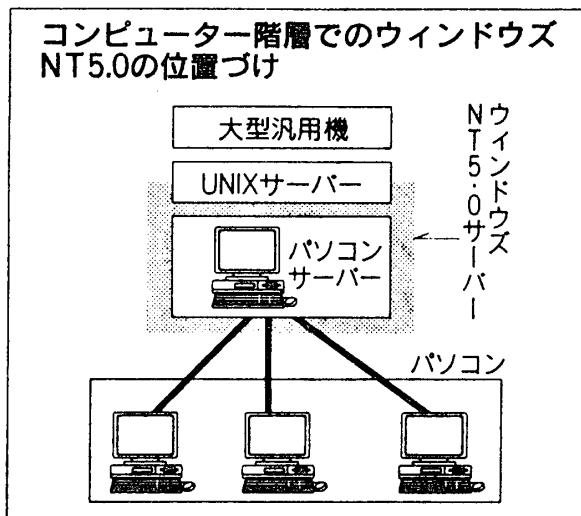 コンピューター階層でのウィンドウズ
NT5.0の位置づけ
大型汎用機
UNIXサーバー
パソコン
サーバー
ウィンドウズ
NT5・0サーバー
パソコン